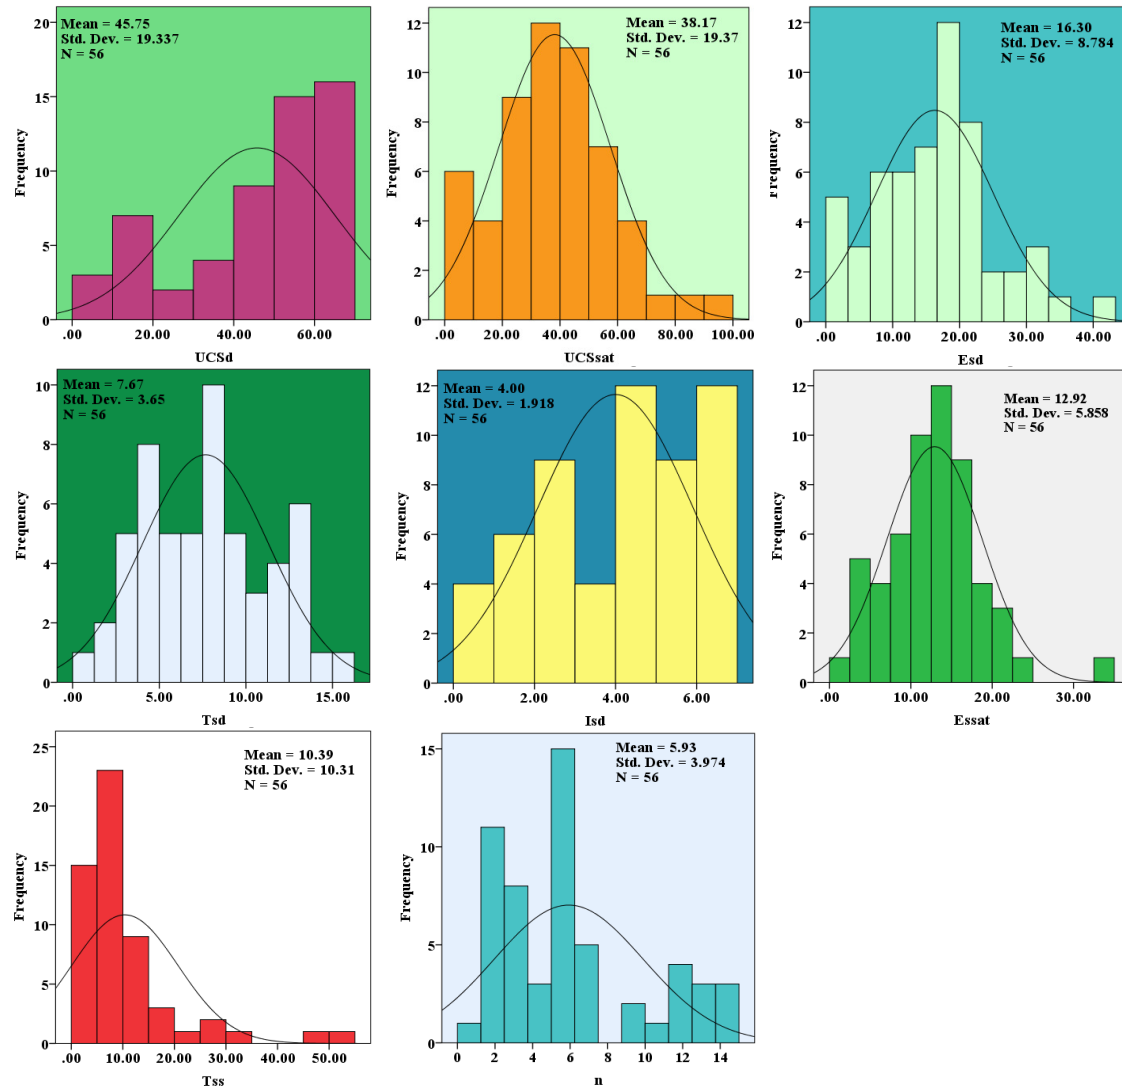 Mean = 45.75
Std. Dev. = 19.337
N = 56
20
15
10
5
0
Frequency
.00 20.00 40.00 60.00
UCSd
Mean = 38.17
Std. Dev. = 19.37
N = 56
12
10
8
6
4
2
0
Frequency
.00 20.00 40.00 60.00 80.00 100.00
UCSsat
Mean = 16.30
Std. Dev. = 8.784
N = 56
12
10
8
6
4
2
0
Frequency
.00 10.00 20.00 30.00 40.00
Esd
Mean = 7.67
Std. Dev. = 3.65
N = 56
10
8
6
4
2
0
Frequency
.00 5.00 10.00 15.00
Tsd
Mean = 4.00
Std. Dev. = 1.918
N = 56
12
10
8
6
4
2
0
Frequency
.00 2.00 4.00 6.00
Isd
Mean = 12.92
Std. Dev. = 5.858
N = 56
12
10
8
6
4
2
0
Frequency
.00 10.00 20.00 30.00
Essat
Mean = 10.39
Std. Dev. = 10.31
N = 56
25
20
15
10
5
0
Frequency
.00 10.00 20.00 30.00 40.00 50.00
Tss
Mean = 5.93
Std. Dev. = 3.974
N = 56
15
10
5
0
Frequency
0 2 4 6 8 10 12 14
n